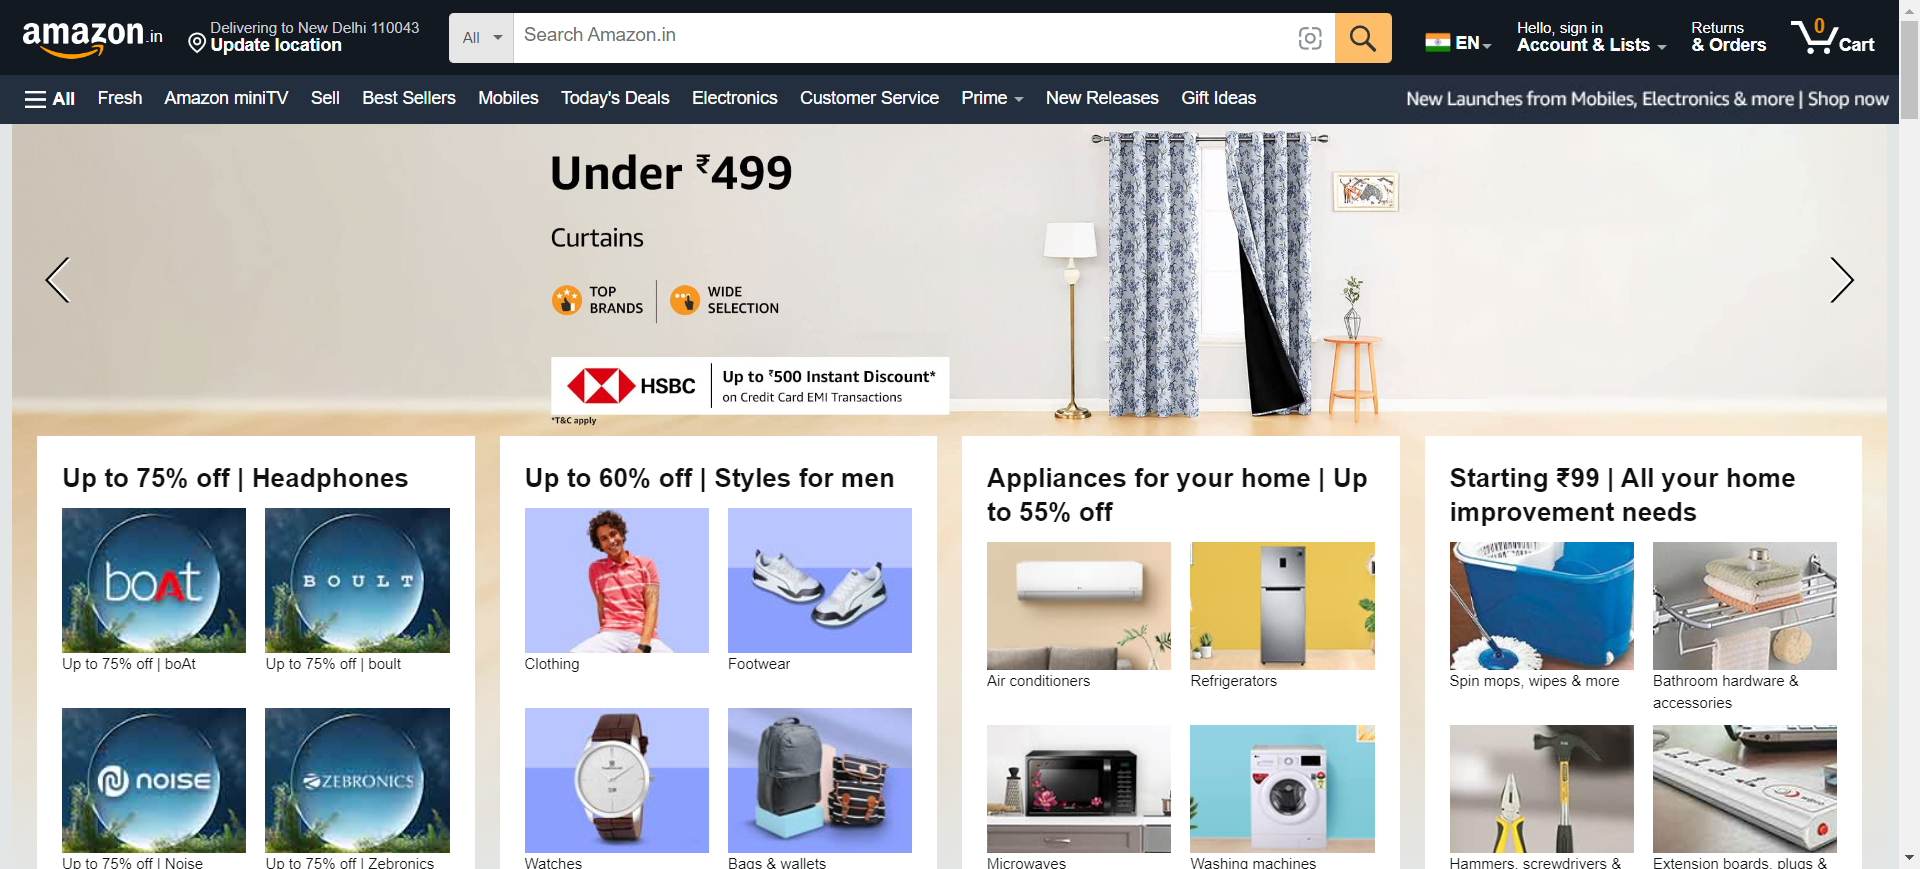 amazon.in
Delivering to New Delhi 110043
Update location
All
Search Amazon.in
EN
Hello, sign in
Account & Lists
Returns
& Orders
0
Cart
All
Fresh
Amazon miniTV
Sell
Best Sellers
Mobiles
Today's Deals
Electronics
Customer Service
Prime
New Releases
Gift Ideas
New Launches from Mobiles, Electronics & more | Shop now
Under ₹499
Curtains
TOP
BRANDS
WIDE
SELECTION
HSBC
Up to ₹500 Instant Discount*
on Credit Card EMI Transactions
*T&C apply
Up to 75% off | Headphones
boAt
BOULT
Up to 75% off | boAt
Up to 75% off | boult
NOISE
ZEBRONICS
Up to 75% off | Noise
Up to 75% off | Zebronics
Up to 60% off | Styles for men
Clothing
Footwear
Watches
Bags & wallets
Appliances for your home | Up
to 55% off
Air conditioners
Refrigerators
Microwaves
Washing machines
Starting ₹99 | All your home
improvement needs
Spin mops, wipes & more
Bathroom hardware &
accessories
Hammers, screwdrivers &
Extension boards, plugs &